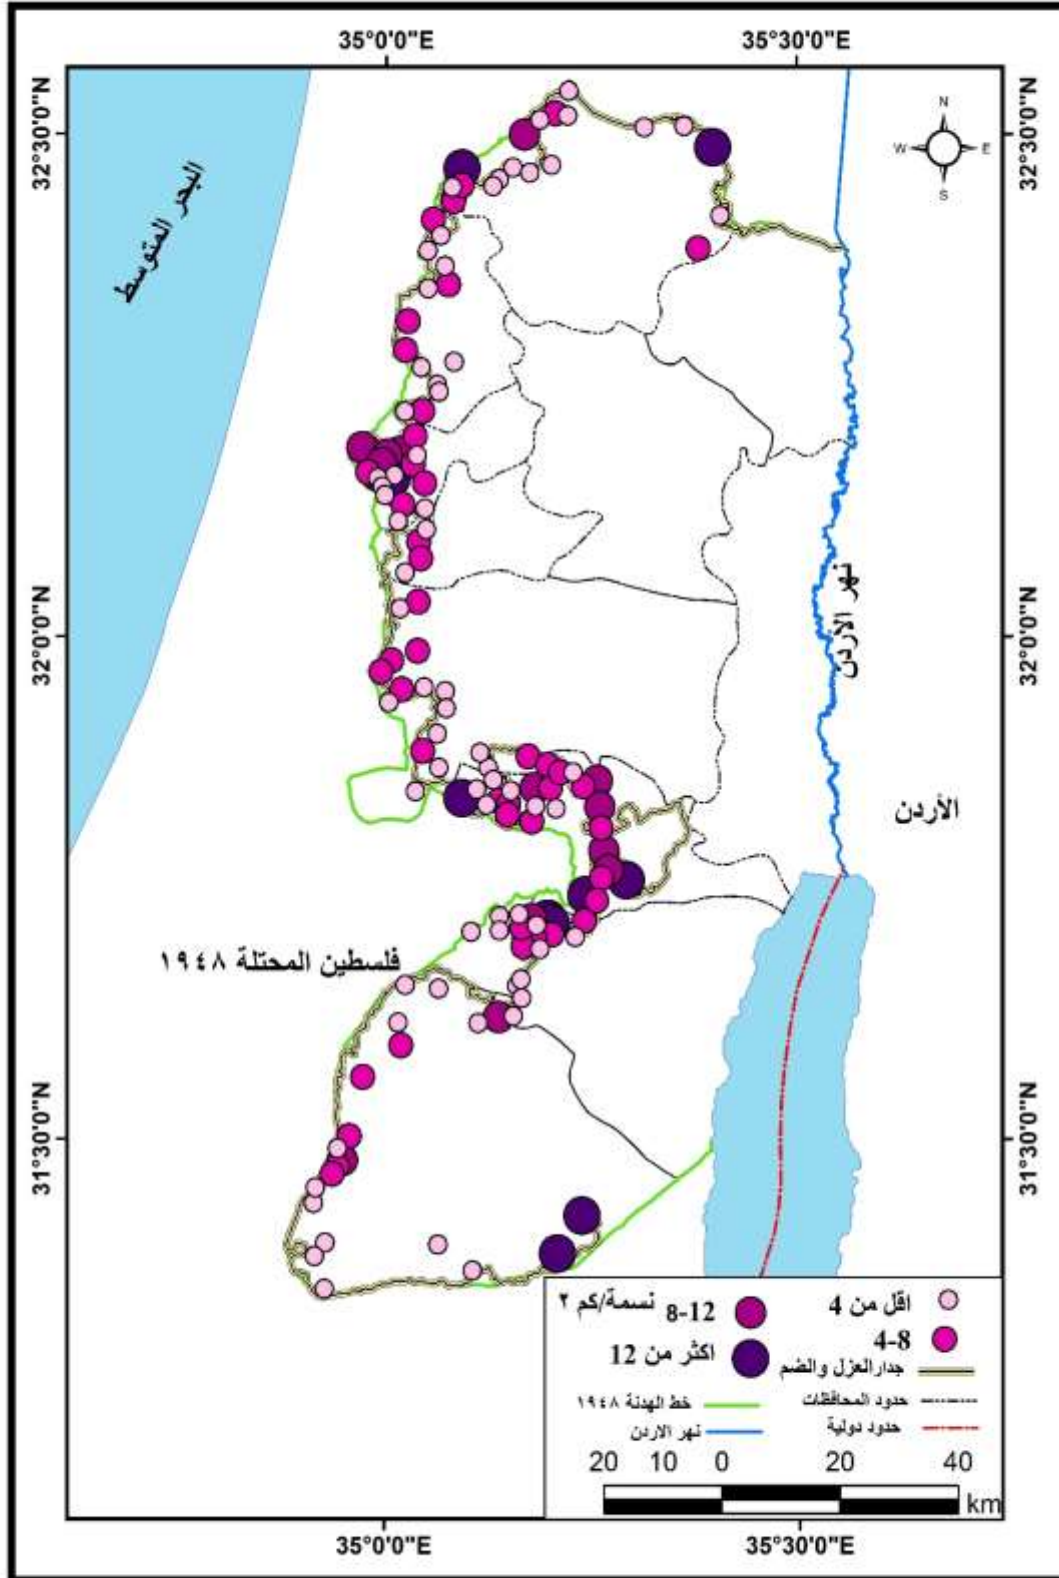 35°0'0"E 35°30'0"E
32°30'0"N 32°30'0"N
N
W E
S
البحر المتوسط
نهر الأردن
32°0'0"N 32°0'0"N
الأردن
فلسطين المحتلة ١٩٤٨
31°30'0"N 31°30'0"N
اقل من 4 8-12 نسمة/كم ٢
4-8 اكثر من 12
جدارالعزل والضم
حدود المحافظات خط الهدنة ١٩٤٨
حدود دولية نهر الاردن
20 10 0 20 40
km
35°0'0"E 35°30'0"E